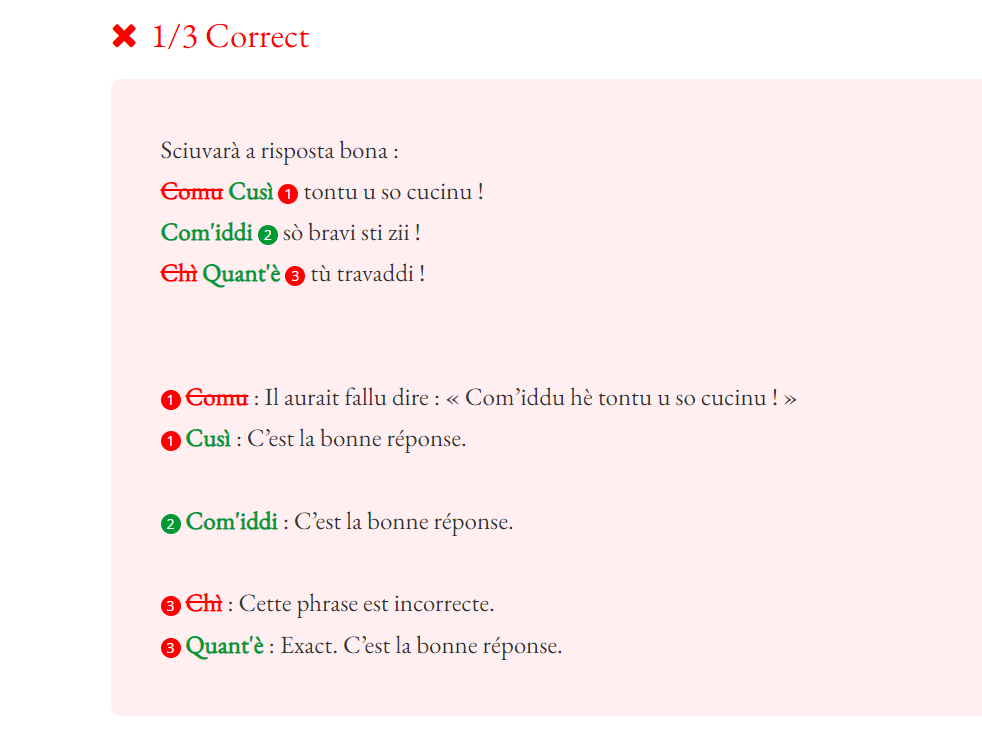 ✖ 1/3 Correct
Sciuvarà a risposta bona :
Comu Cusì 1 tontu u so cucinu !
Com'iddi 2 sò bravi sti zii !
Chì Quant'è 3 tù travaddi !
1 Comu : Il aurait fallu dire : « Com’iddu hè tontu u so cucinu ! »
1 Cusì : C’est la bonne réponse.
2 Com'iddi : C’est la bonne réponse.
3 Chì : Cette phrase est incorrecte.
3 Quant'è : Exact. C’est la bonne réponse.